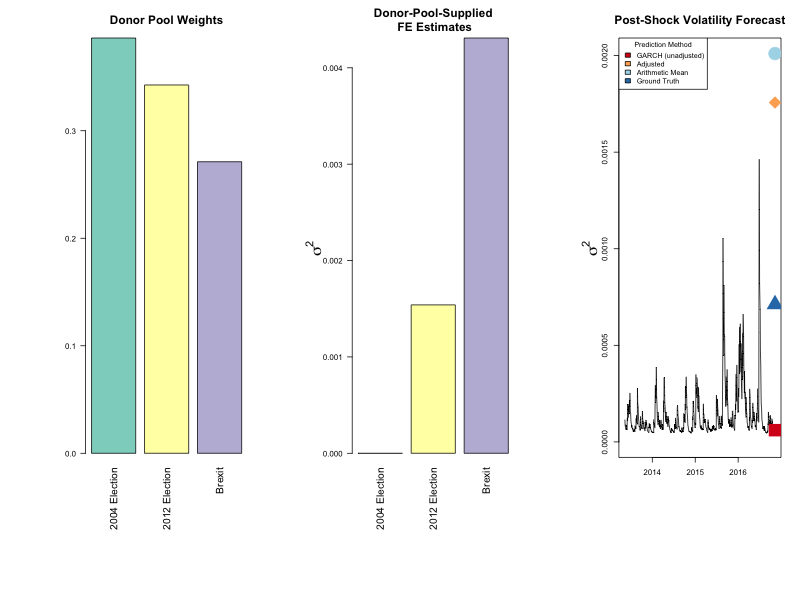 Donor Pool Weights
0.3
0.2
0.1
0.0
2004 Election
2012 Election
Brexit
Donor-Pool-Supplied
FE Estimates
σ²
0.004
0.003
0.002
0.001
0.000
2004 Election
2012 Election
Brexit
Post-Shock Volatility Forecast
Prediction Method
GARCH (unadjusted)
Adjusted
Arithmetic Mean
Ground Truth
σ²
0.0020
0.0015
0.0010
0.0005
0.0000
2014
2015
2016